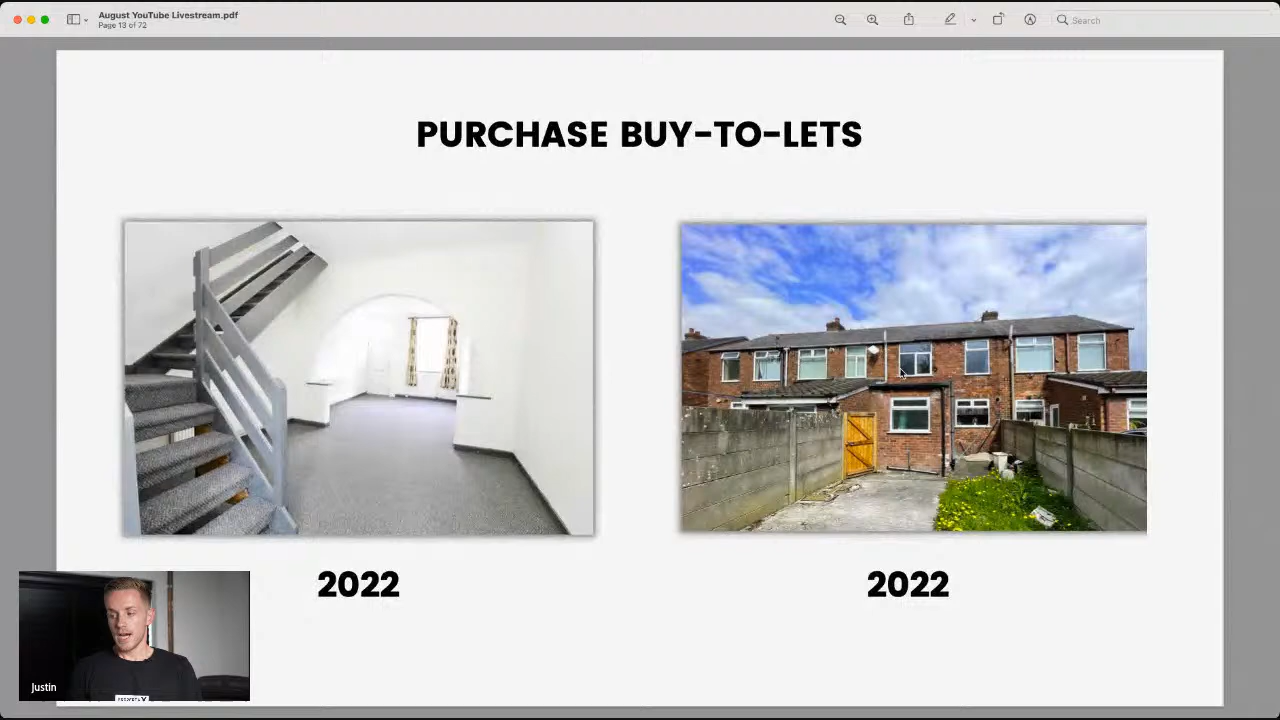 August YouTube Livestream.pdf
Page 13 of 72
Search
PURCHASE BUY-TO-LETS
2022
2022
Justin